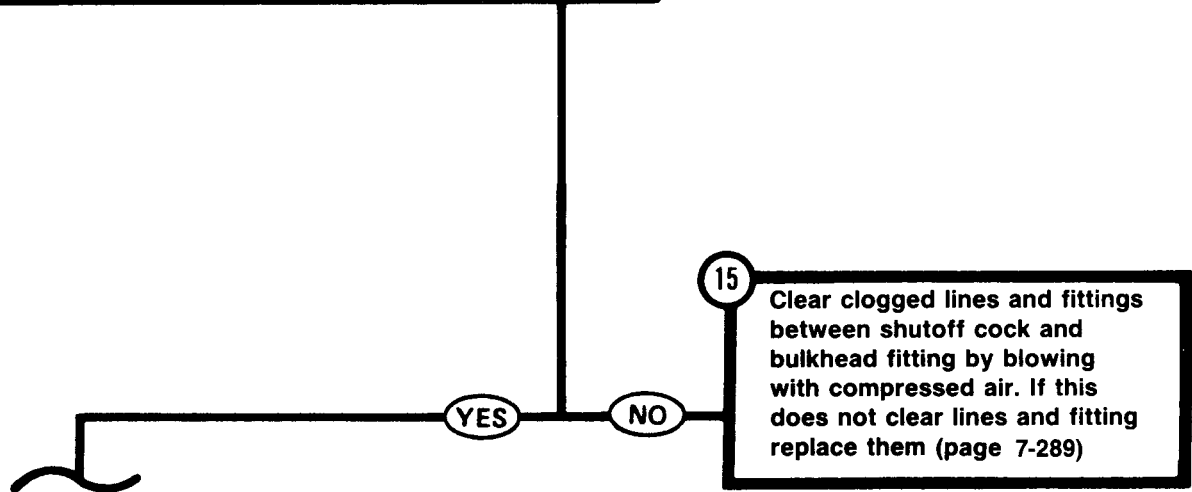 15
Clear clogged lines and fittings
between shutoff cock and
bulkhead fitting by blowing
with compressed air. If this
does not clear lines and fitting
replace them (page 7-289)
YES
NO